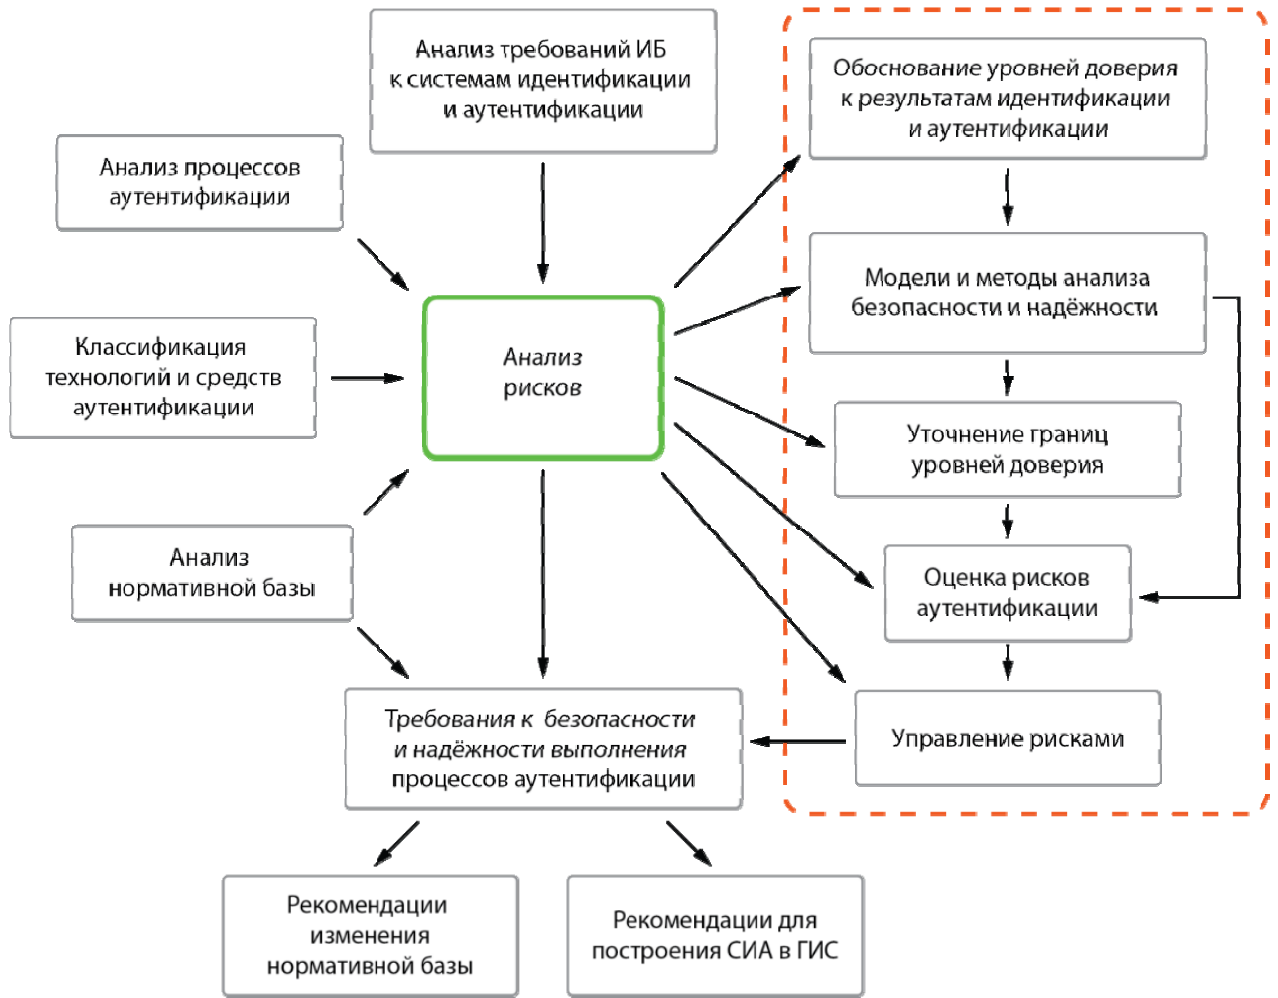 Анализ требований ИБ
к системам идентификации
и аутентификации
Обоснование уровней доверия
к результатам идентификации
и аутентификации
Анализ процессов
аутентификации
Модели и методы анализа
безопасности и надёжности
Классификация
технологий и средств
аутентификации
Анализ
рисков
Уточнение границ
уровней доверия
Анализ
нормативной базы
Оценка рисков
аутентификации
Требования к безопасности
и надёжности выполнения
процессов аутентификации
Управление рисками
Рекомендации
изменения
нормативной базы
Рекомендации для
построения СИА в ГИС